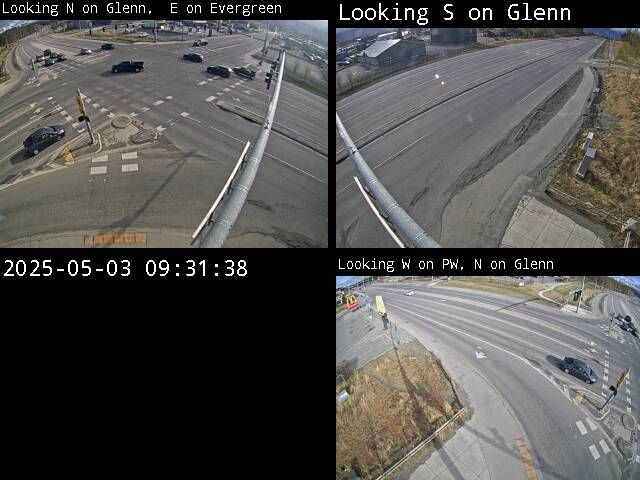 Looking N on Glenn,  E on Evergreen
Looking S on Glenn
2025-05-03 09:31:38
Looking W on PW, N on Glenn